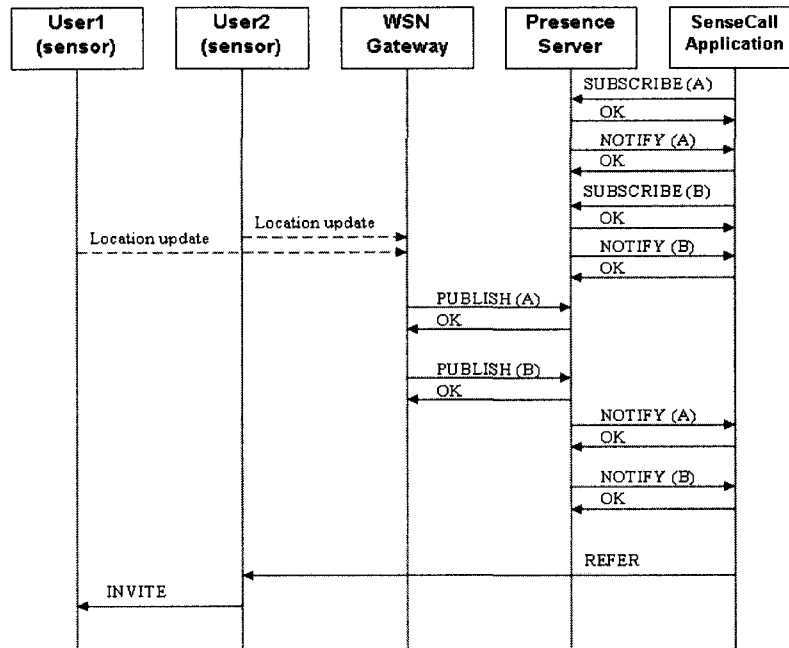 User1
(sensor)
User2
(sensor)
WSN
Gateway
Presence
Server
SenseCall
Application
SUBSCRIBE (A)
OK
NOTIFY (A)
OK
SUBSCRIBE (B)
Location update
OK
Location update
NOTIFY (B)
OK
PUBLISH (A)
OK
PUBLISH (B)
OK
NOTIFY (A)
OK
NOTIFY (B)
OK
REFER
INVITE